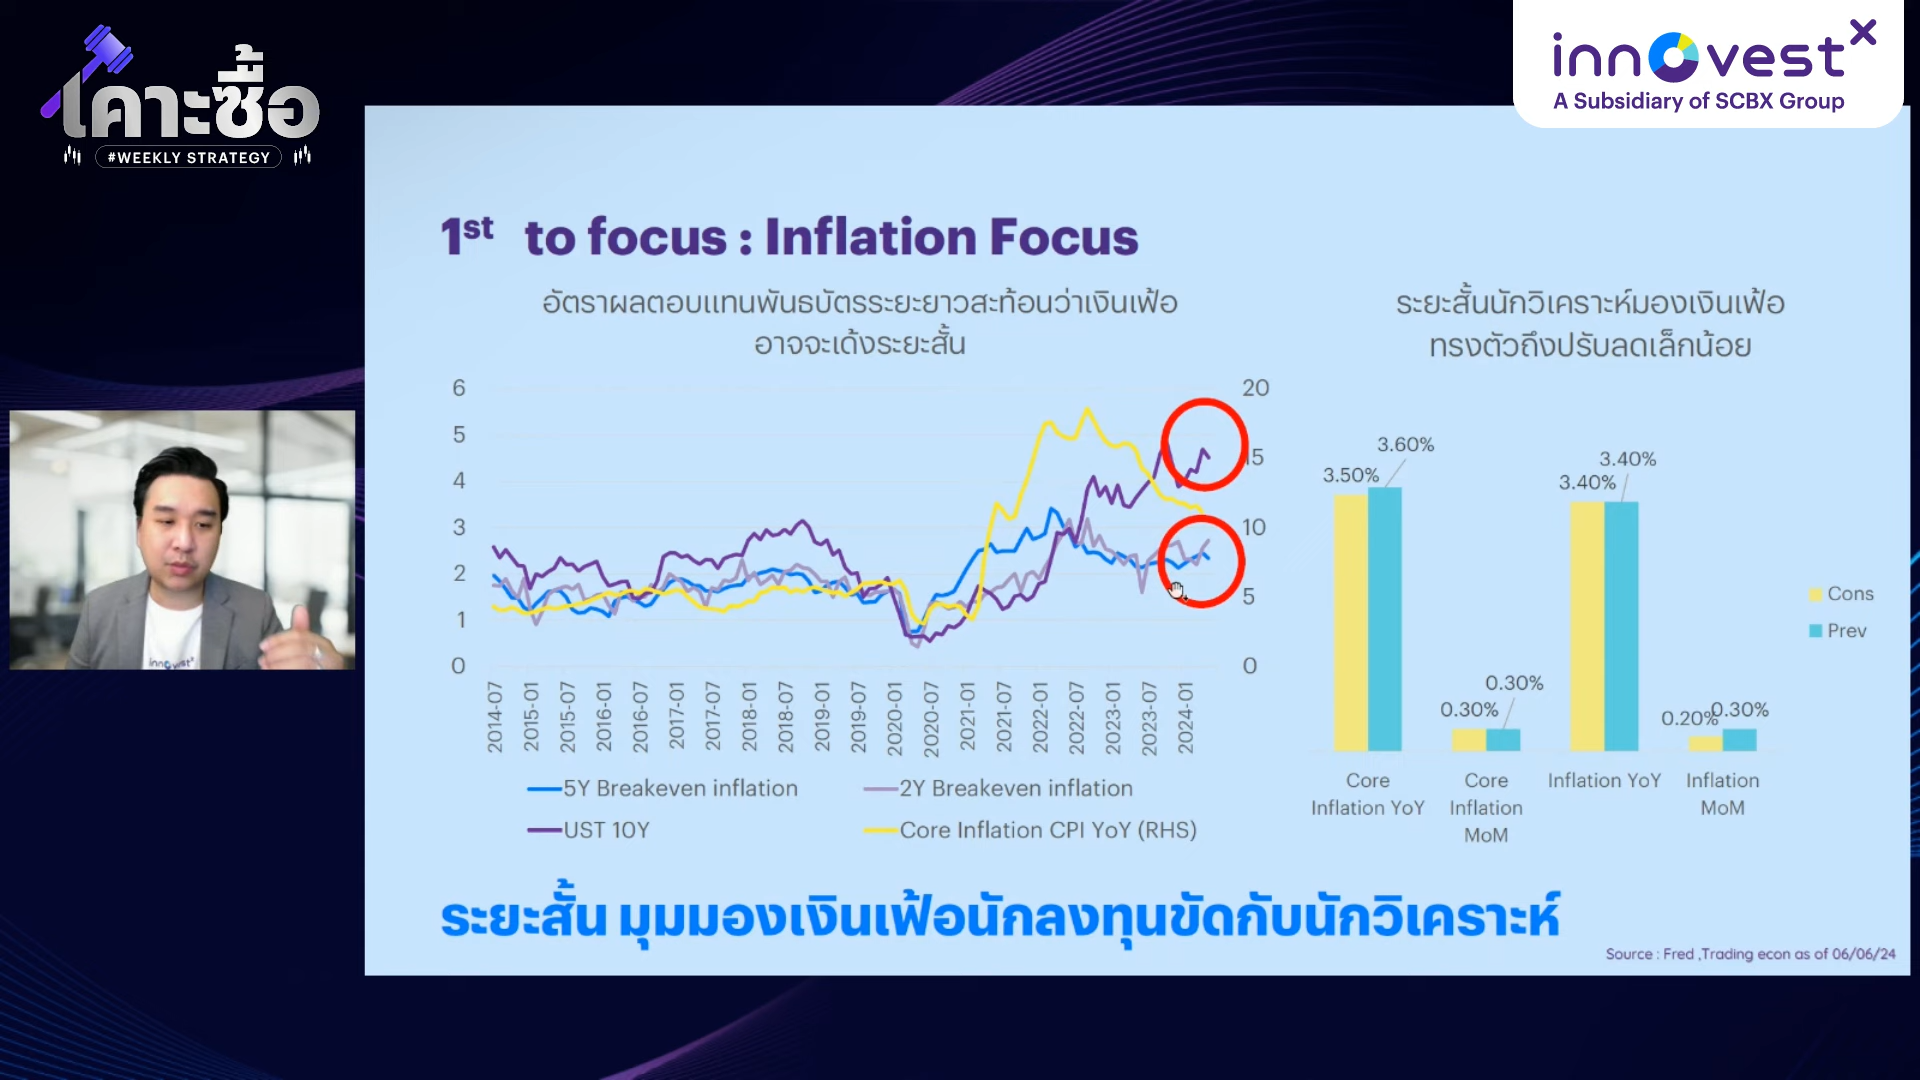 เคาะซื้อ
#WEEKLY STRATEGY
innovestX
A Subsidiary of SCBX Group
1st to focus : Inflation Focus
อัตราผลตอบแทนพันธบัตรระยะยาวสะท้อนว่าเงินเฟ้อ
อาจจะเด้งระยะสั้น
6
5
4
3
2
1
0
20
15
10
5
0
2014-07
2015-01
2015-07
2016-01
2016-07
2017-01
2017-07
2018-01
2018-07
2019-01
2019-07
2020-01
2020-07
2021-01
2021-07
2022-01
2022-07
2023-01
2023-07
2024-01
5Y Breakeven inflation
2Y Breakeven inflation
UST 10Y
Core Inflation CPI YoY (RHS)
ระยะสั้นนักวิเคราะห์มองเงินเฟ้อ
ทรงตัวถึงปรับลดเล็กน้อย
3.50%
3.60%
0.30%
0.30%
3.40%
3.40%
0.20%
0.30%
Core
Inflation YoY
Core
Inflation
MoM
Inflation YoY
Inflation
MoM
Cons
Prev
ระยะสั้น มุมมองเงินเฟ้อนักลงทุนขัดกับนักวิเคราะห์
Source : Fred ,Trading econ as of 06/06/24
innovestX